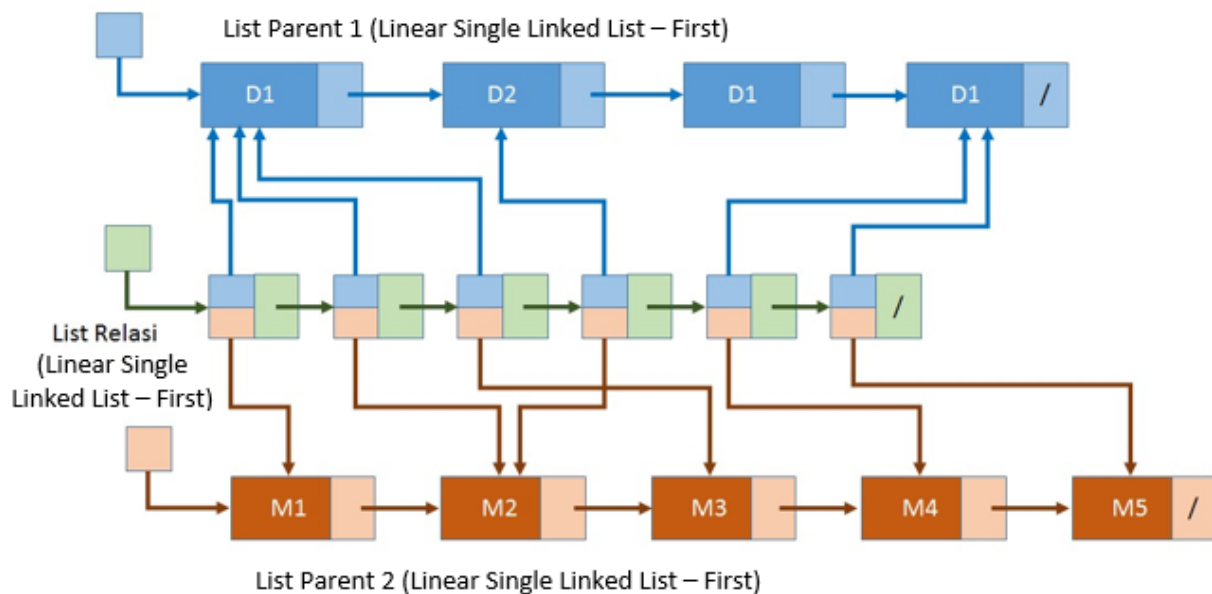 List Parent 1 (Linear Single Linked List – First)
D1
D2
D1
D1
/
List Relasi
(Linear Single
Linked List – First)
/
M1
M2
M3
M4
M5
/
List Parent 2 (Linear Single Linked List – First)